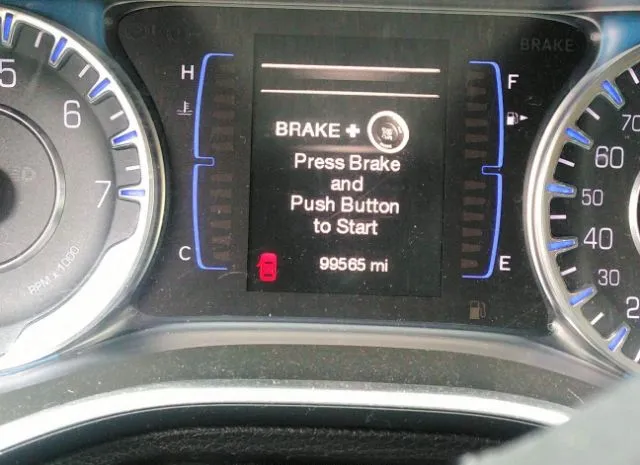 BRAKE
H
F
5
6
7
RPM x 1000
C
E
BRAKE +
Press Brake
and
Push Button
to Start
99565 mi
70
60
50
40
30